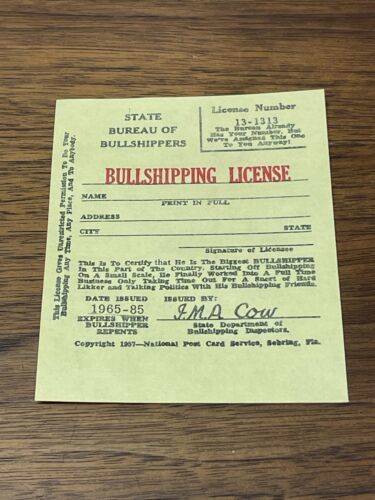 STATE
BUREAU OF
BULLSHIPPERS
License Number
13-1313
The Bureau Already
Has Your Number, But
We've Assigned This One
To You Anyway!
BULLSHIPPING LICENSE
NAME
PRINT IN FULL
ADDRESS
CITY
STATE
Signature of Licensee
This Is To Certify that He Is The Biggest BULLSHIPPER
In This Part of The Country. Starting Off Bullshipping
On A Small Scale, He Finally Worked Into A Full Time
Business Only Taking Time Out For A Snort of Hard
Likker and Talking Politics With His Bullshipping Friends.
DATE ISSUED
1965-85
EXPIRES WHEN
BULLSHIPPER
REPENTS
ISSUED BY:
I.M.A Cow
State Department of
Bullshipping Inspectors.
Copyright 1957—National Post Card Service, Sebring, Fla.
This License Gives Unrestricted Permission To Do Your
Bullshipping Any Time, Any Place, And To Anybody.